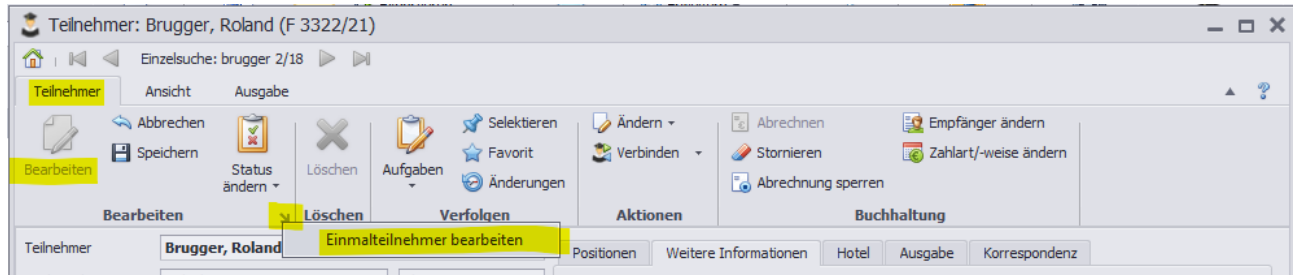 Teilnehmer: Brugger, Roland (F 3322/21)
Einzelsuche: brugger 2/18
Teilnehmer Ansicht Ausgabe
Abbrechen Selektieren Ändern Abrechnen Empfänger ändern
Speichern Favorit Verbinden Stornieren Zahlart/-weise ändern
Bearbeiten Status ändern Löschen Aufgaben Änderungen Abrechnung sperren
Bearbeiten Löschen Verfolgen Aktionen Buchhaltung
Einmalteilnehmer bearbeiten
Teilnehmer Brugger, Roland Positionen Weitere Informationen Hotel Ausgabe Korrespondenz